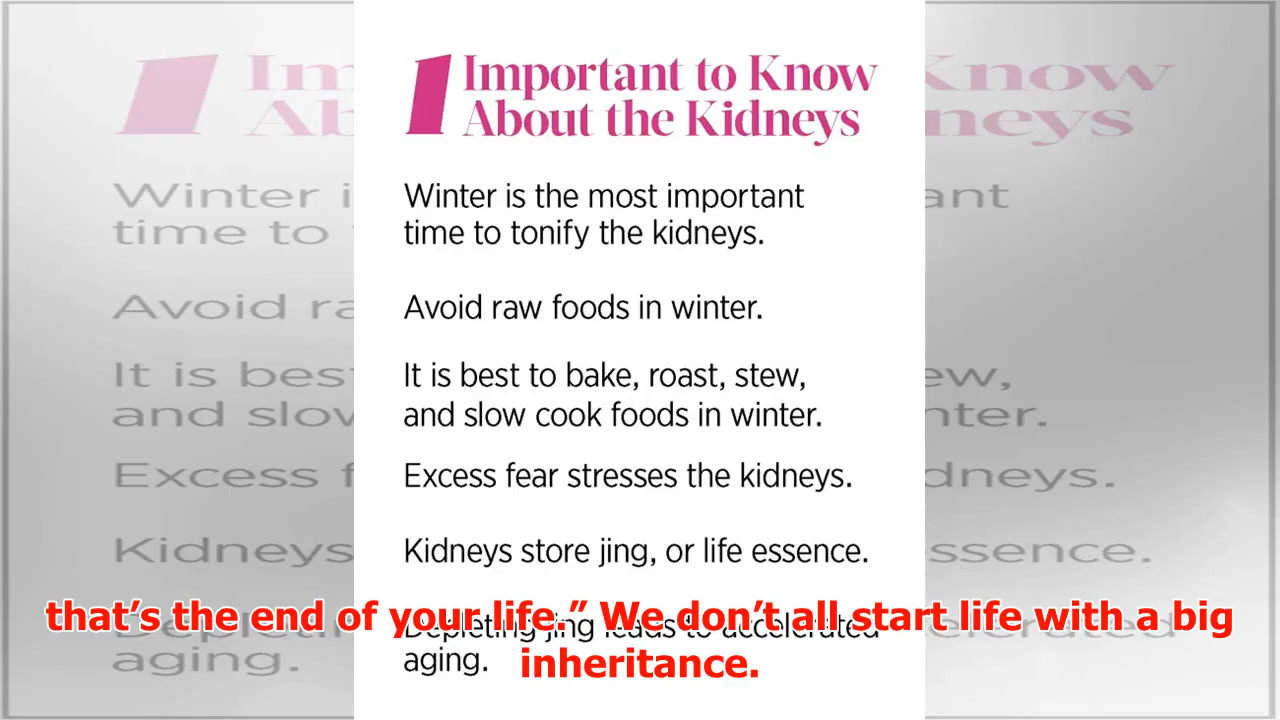 1 Important to Know
About the Kidneys
Winter is the most important
time to tonify the kidneys.
Avoid raw foods in winter.
It is best to bake, roast, stew,
and slow cook foods in winter.
Excess fear stresses the kidneys.
Kidneys store jing, or life essence.
Depleting jing leads to accelerated
aging.
that’s the end of your life.” We don’t all start life with a big
inheritance.